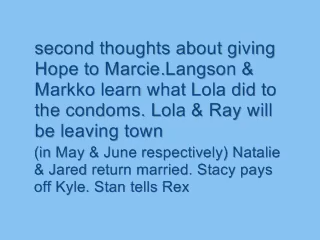 second thoughts about giving
Hope to Marcie.Langson &
Markko learn what Lola did to
the condoms. Lola & Ray will
be leaving town
(in May & June respectively) Natalie
& Jared return married. Stacy pays
off Kyle. Stan tells Rex